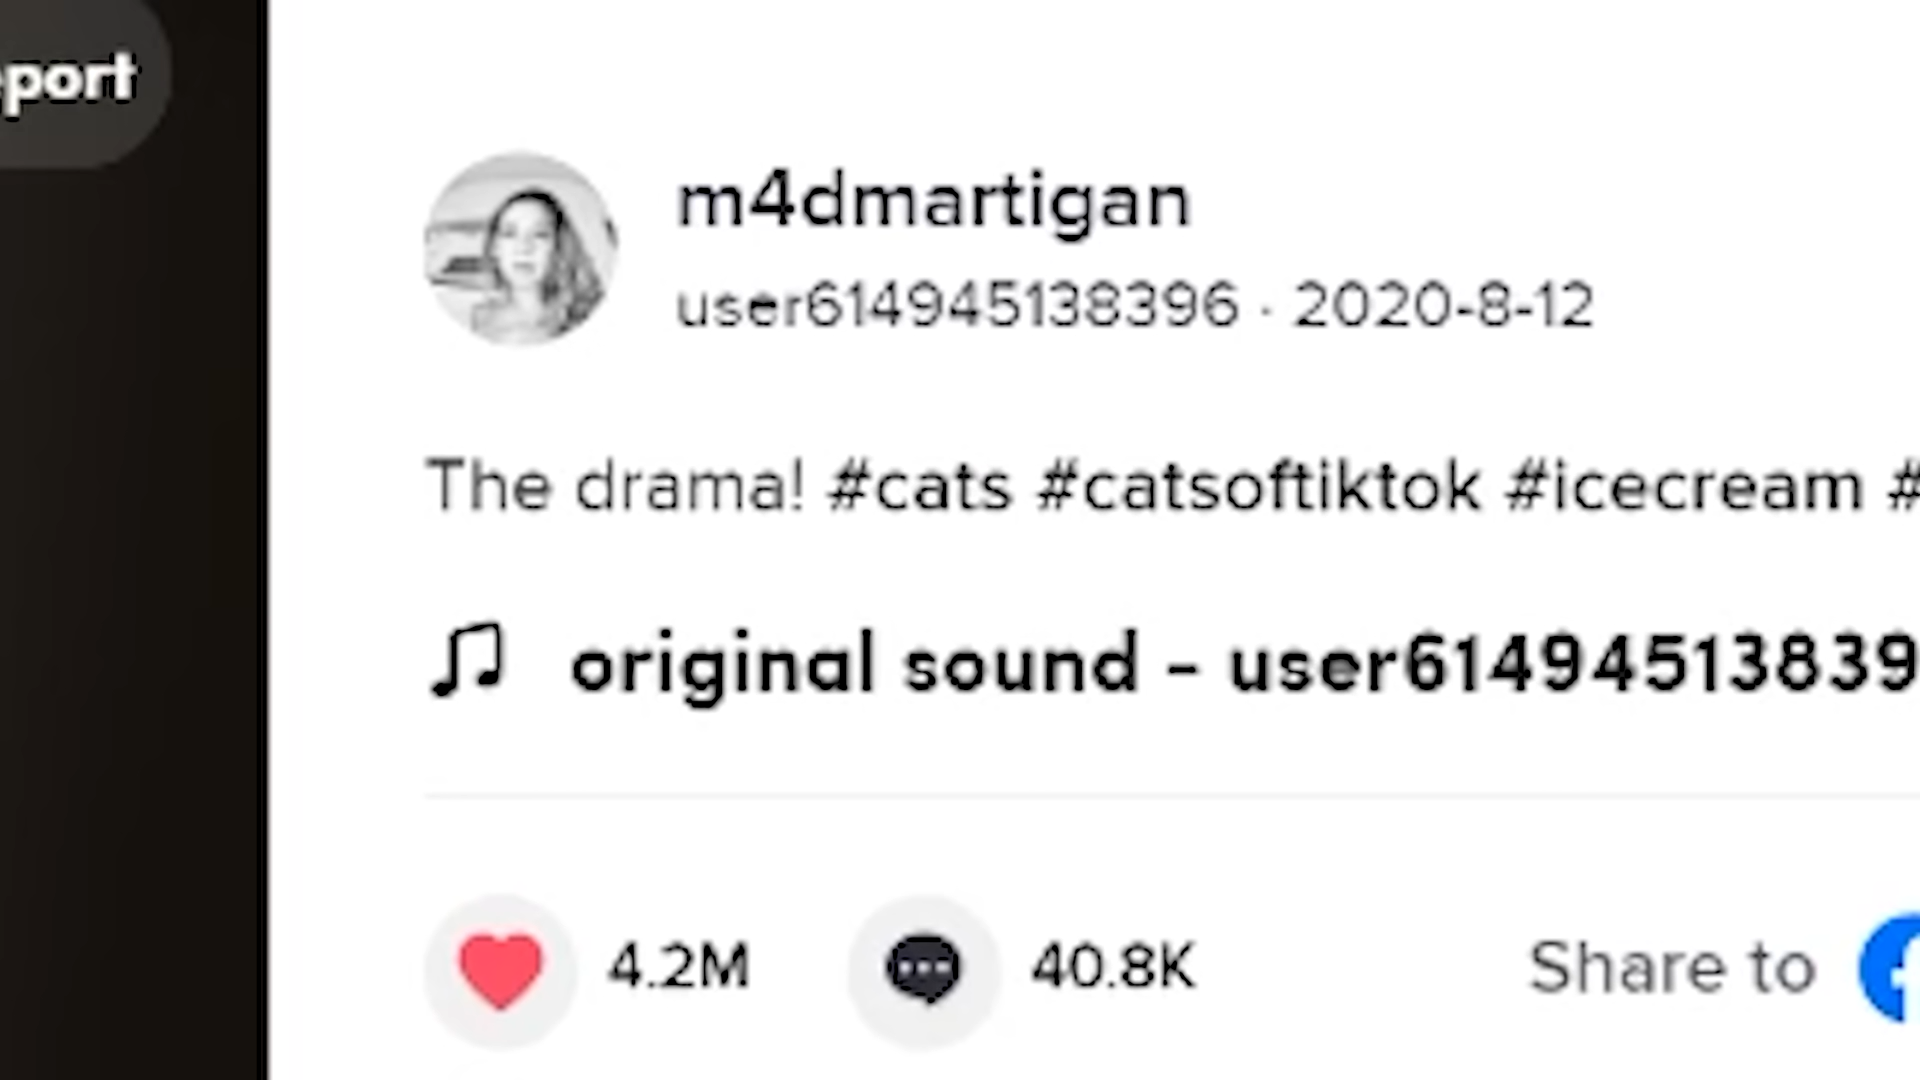 eport
m4dmartigan
user614945138396 · 2020-8-12
The drama! #cats #catsoftiktok #icecream #
original sound - user61494513839
4.2M 40.8K Share to